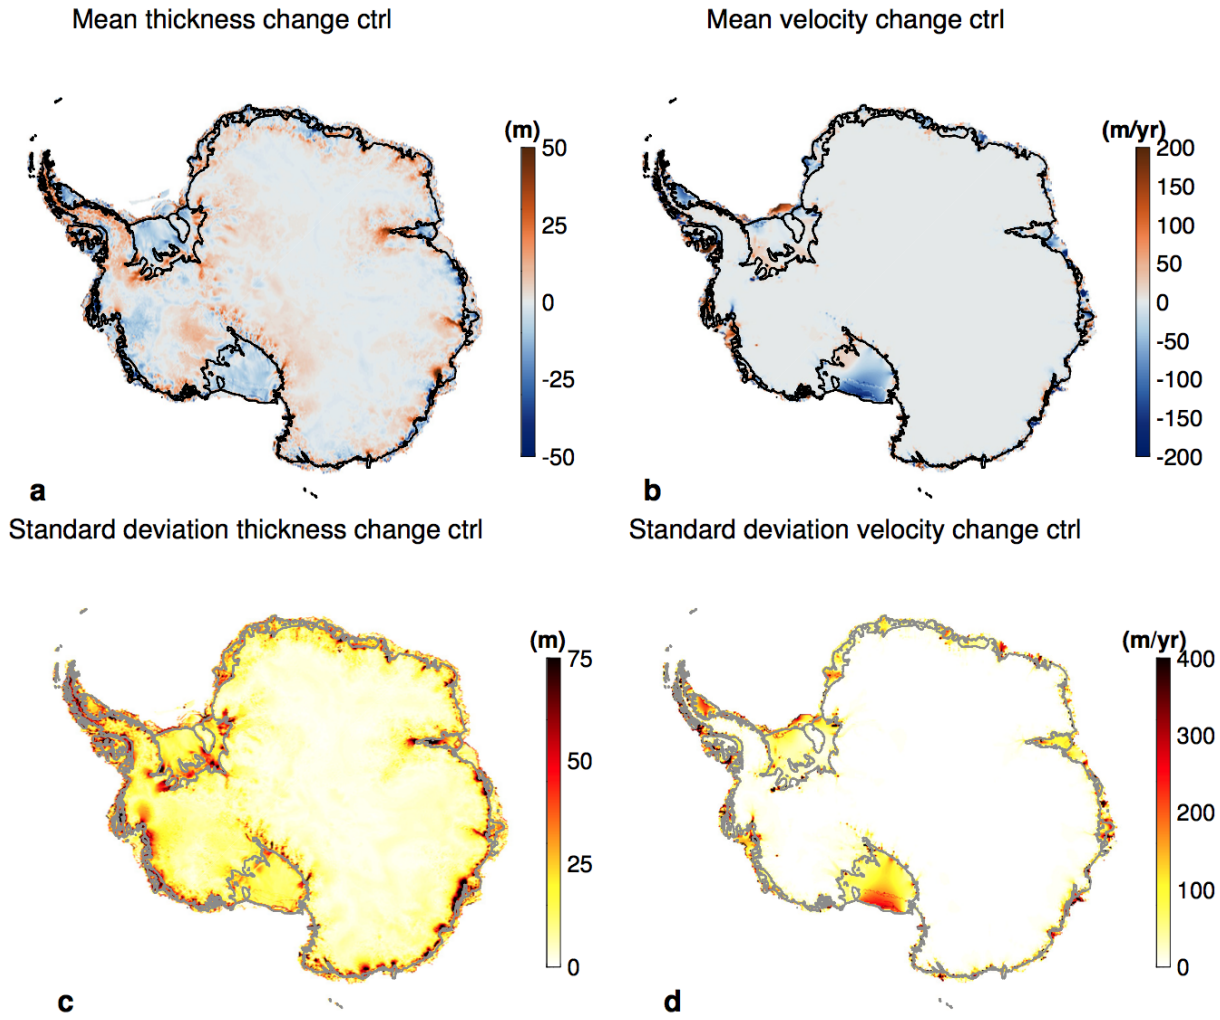 Mean thickness change ctrl
Mean velocity change ctrl
(m)
50
25
0
-25
-50
a
(m/yr)
200
150
100
50
0
-50
-100
-150
-200
b
Standard deviation thickness change ctrl
Standard deviation velocity change ctrl
(m)
75
50
25
0
c
(m/yr)
400
300
200
100
0
d